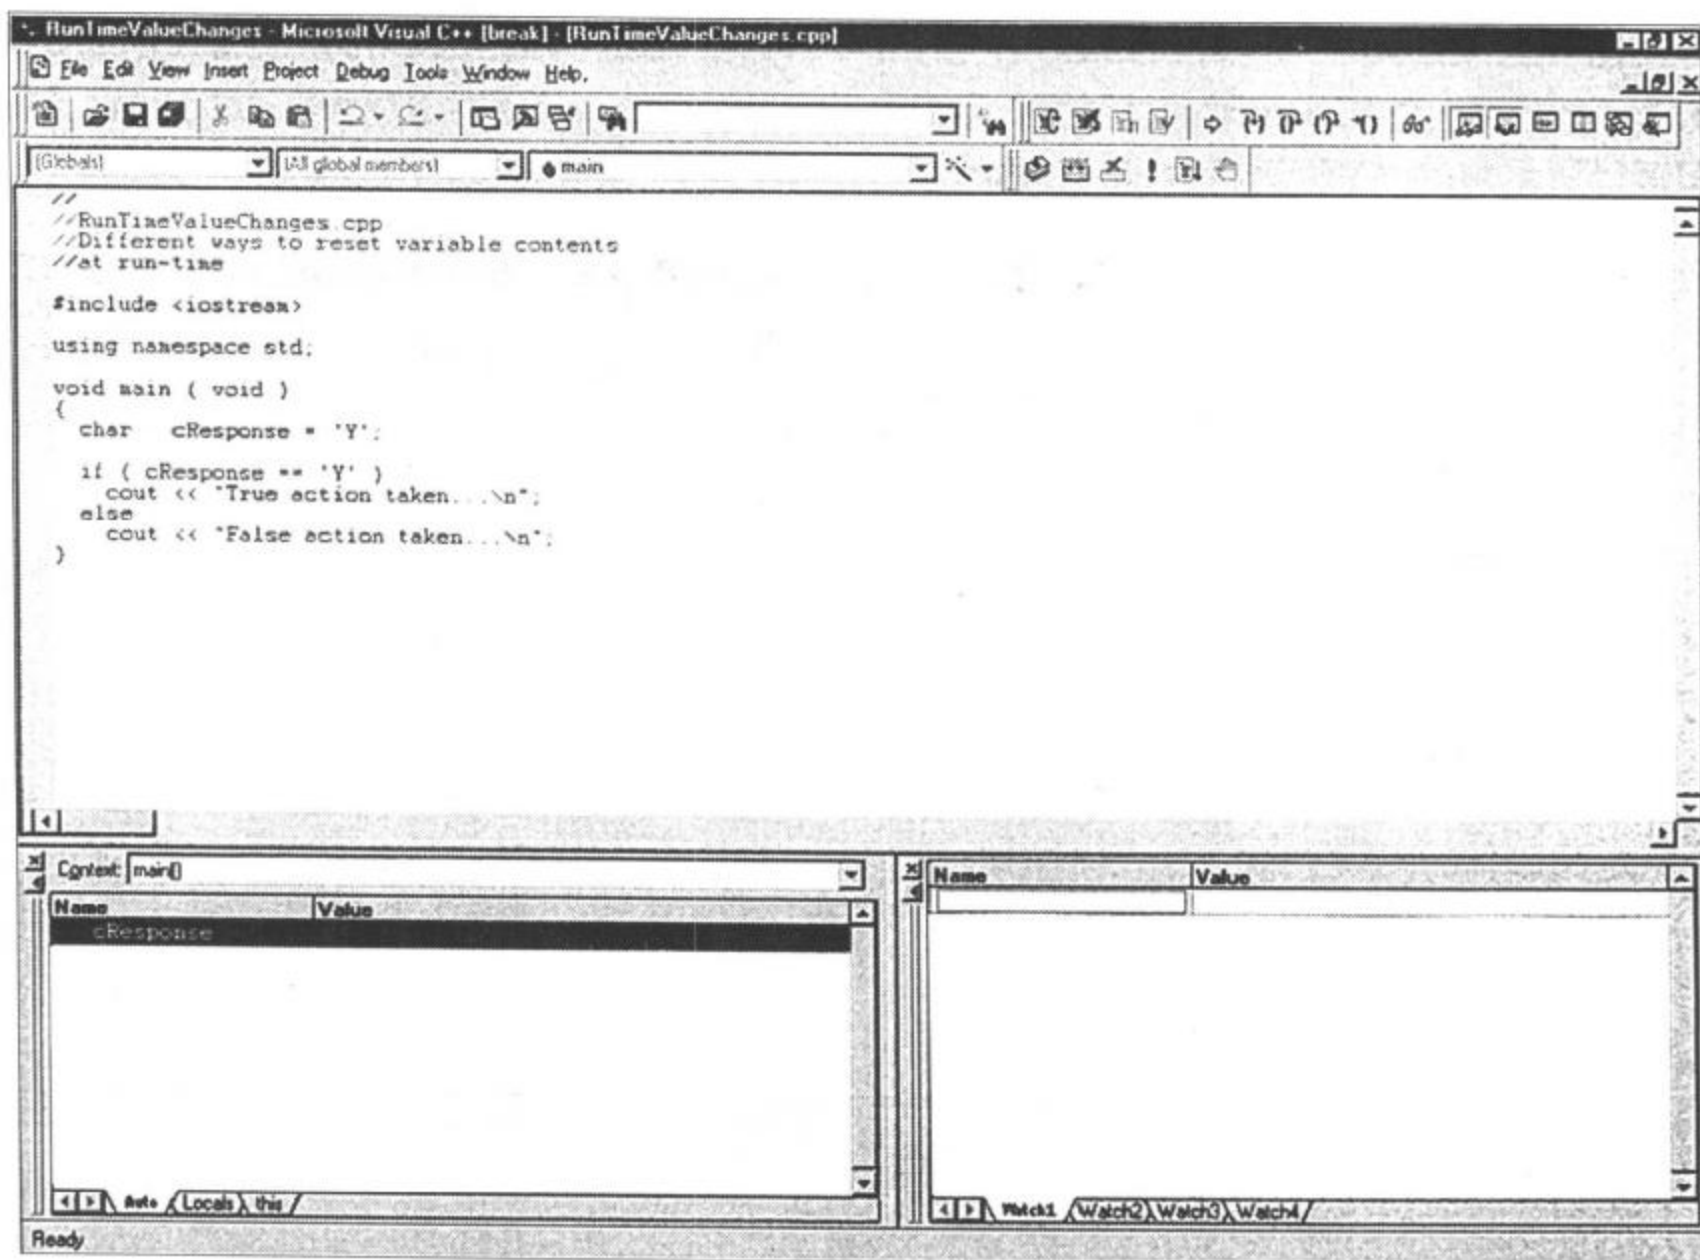 RunTimeValueChanges - Microsoft Visual C++ [break] - [RunTimeValueChanges.cpp]
File Edit View Insert Project Debug Tools Window Help
(Globals) (All global members) main
//
//RunTimeValueChanges.cpp
//Different ways to reset variable contents
//at run-time
#include <iostream>
using namespace std;
void main ( void )
{
char cResponse = 'Y';
if ( cResponse == 'Y' )
cout << "True action taken...\n";
else
cout << "False action taken...\n";
}
Context: main()
Name Value
cResponse
Auto Locals this
Name Value
Watch1 Watch2 Watch3 Watch4
Ready